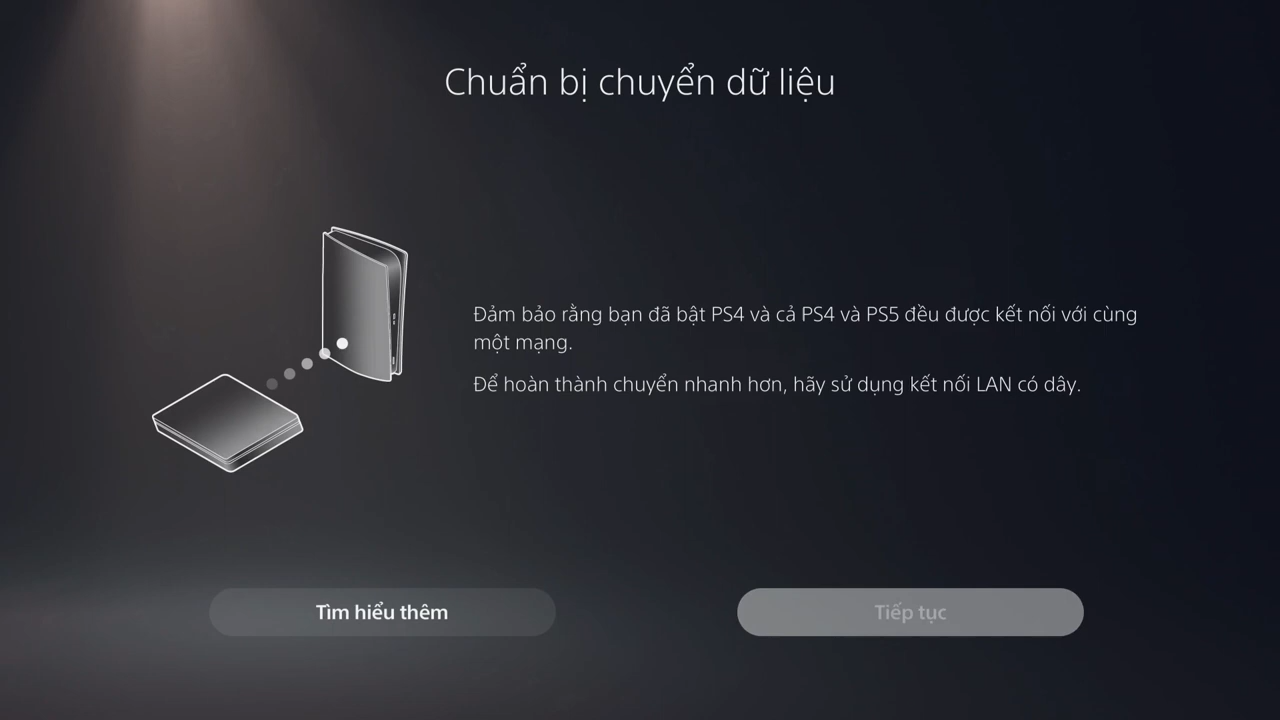 Chuẩn bị chuyển dữ liệu
Đảm bảo rằng bạn đã bật PS4 và cả PS4 và PS5 đều được kết nối với cùng
một mạng.
Để hoàn thành chuyển nhanh hơn, hãy sử dụng kết nối LAN có dây.
Tìm hiểu thêm
Tiếp tục